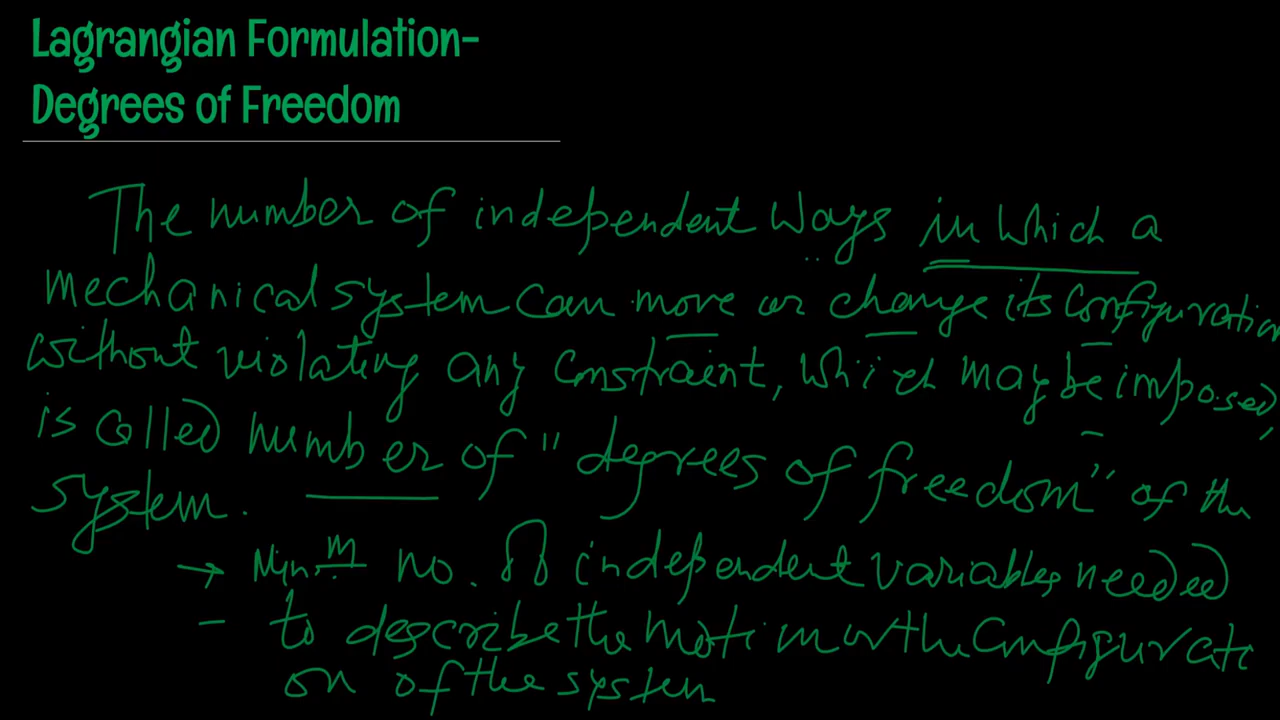 Lagrangian Formulation-
Degrees of Freedom
The number of independent ways in which a
mechanical system can move or change its configuration
without violating any constraint, which may be imposed,
is called number of "degrees of freedom" of the
system.
→ Min.m no. of independent variables needed
- to describe the motion or the configurati
on of the system